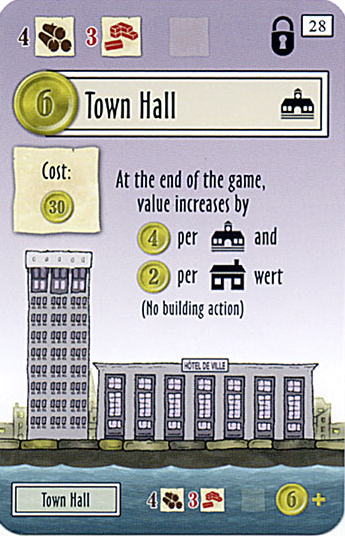 4 3 28
6 Town Hall
Cost:
30
At the end of the game,
value increases by
4 per and
2 per wert
(No building action)
HÔTEL DE VILLE
Town Hall 4 3 6 +